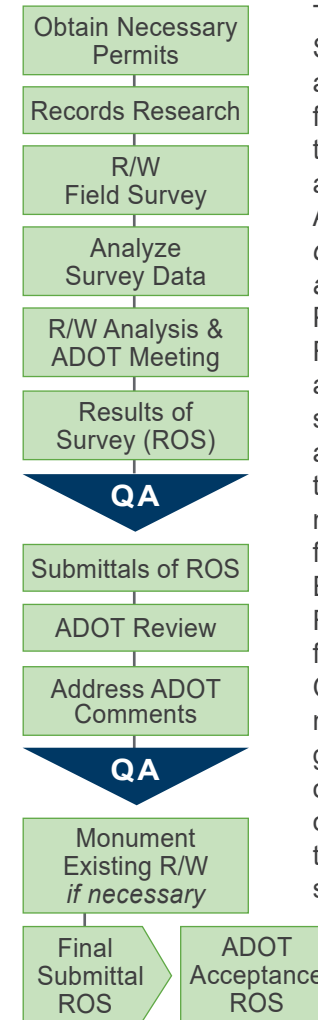 Obtain Necessary
Permits
Records Research
R/W
Field Survey
Analyze
Survey Data
R/W Analysis &
ADOT Meeting
Results of
Survey (ROS)
QA
Submittals of ROS
ADOT Review
Address ADOT
Comments
QA
Monument
Existing R/W
if necessary
Final
Submittal
ROS
ADOT
Acceptance
ROS